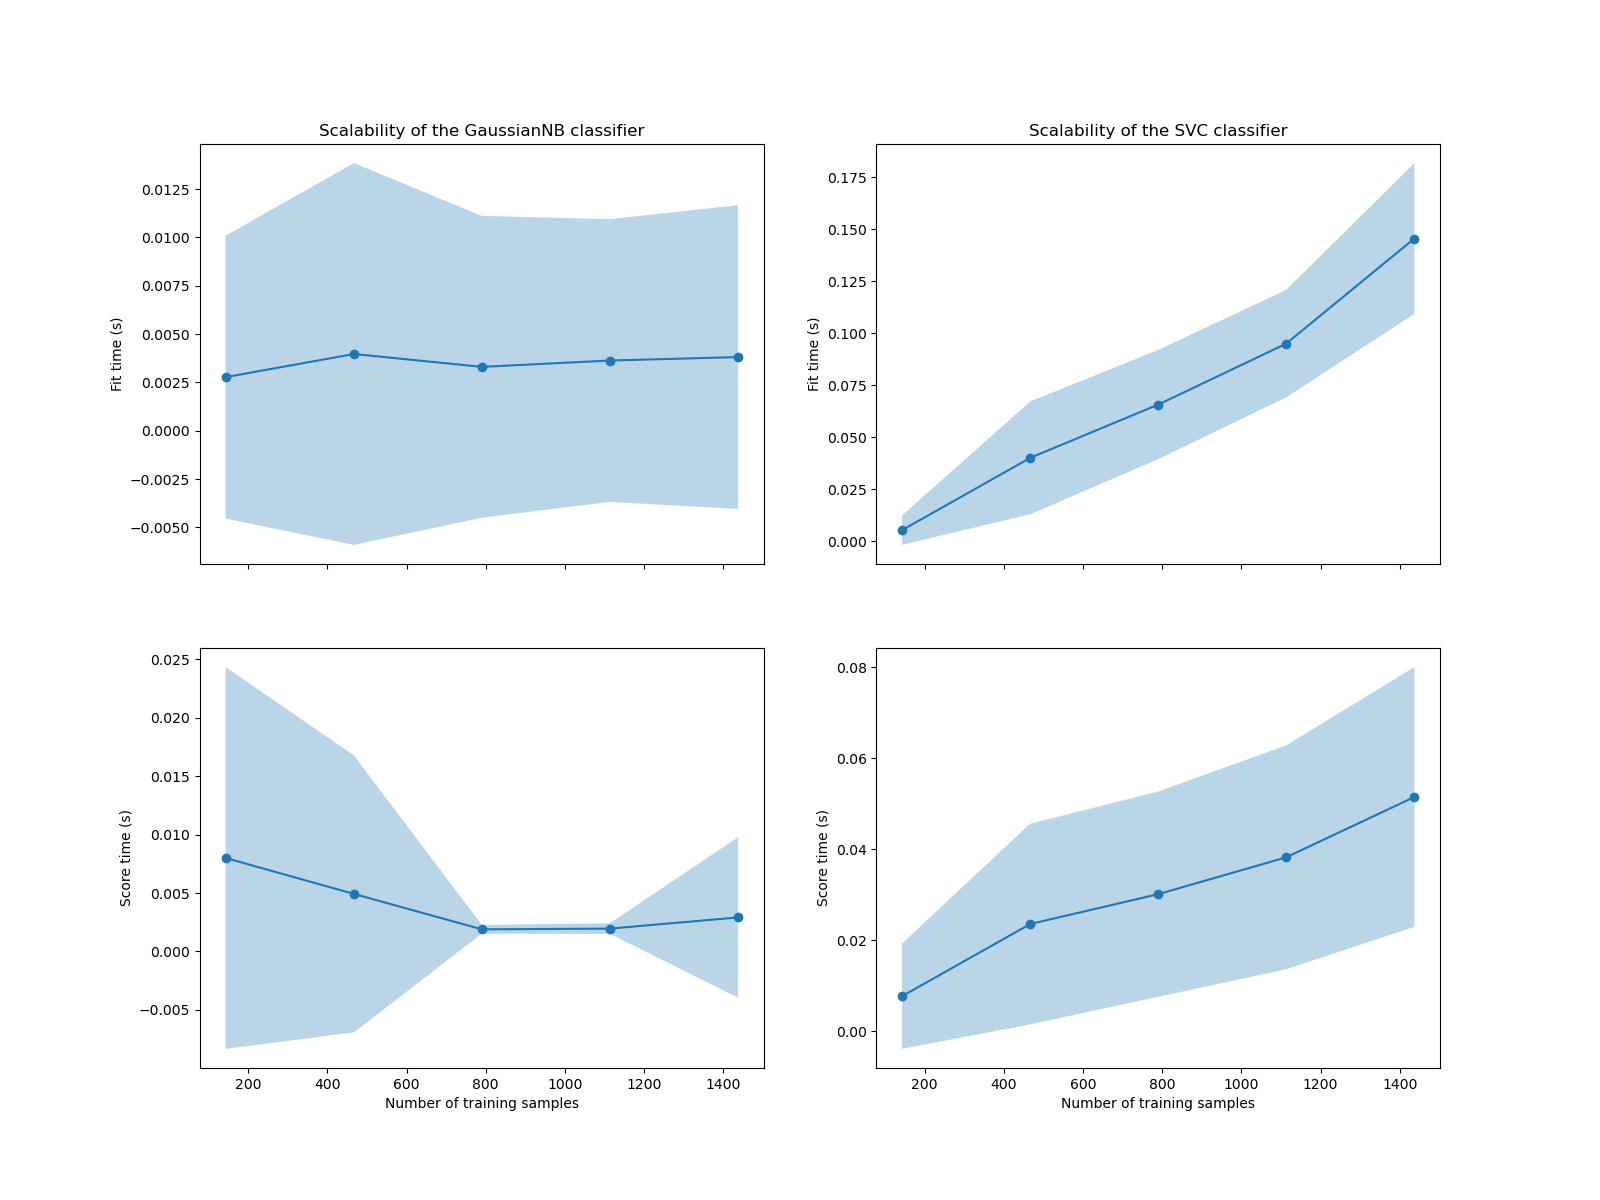 Scalability of the GaussianNB classifier
0.0125
0.0100
0.0075
0.0050
0.0025
0.0000
−0.0025
−0.0050
Fit time (s)
Scalability of the SVC classifier
0.175
0.150
0.125
0.100
0.075
0.050
0.025
0.000
Fit time (s)
0.025
0.020
0.015
0.010
0.005
0.000
−0.005
Score time (s)
200 400 600 800 1000 1200 1400
Number of training samples
0.08
0.06
0.04
0.02
0.00
Score time (s)
200 400 600 800 1000 1200 1400
Number of training samples